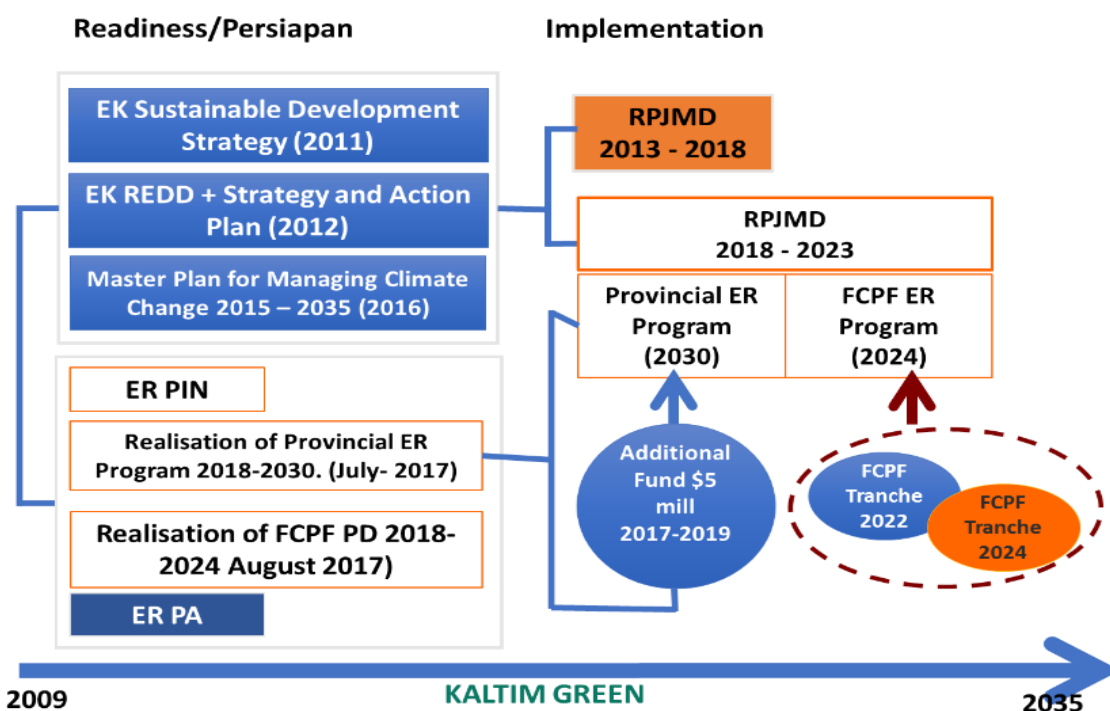 Readiness/Persiapan
Implementation
EK Sustainable Development
Strategy (2011)
EK REDD + Strategy and Action
Plan (2012)
Master Plan for Managing Climate
Change 2015 – 2035 (2016)
RPJMD
2013 - 2018
RPJMD
2018 - 2023
Provincial ER
Program
(2030)
FCPF ER
Program
(2024)
ER PIN
Realisation of Provincial ER
Program 2018-2030. (July- 2017)
Realisation of FCPF PD 2018-
2024 August 2017)
ER PA
Additional
Fund $5
mill
2017-2019
FCPF
Tranche
2022
FCPF
Tranche
2024
2009
KALTIM GREEN
2035